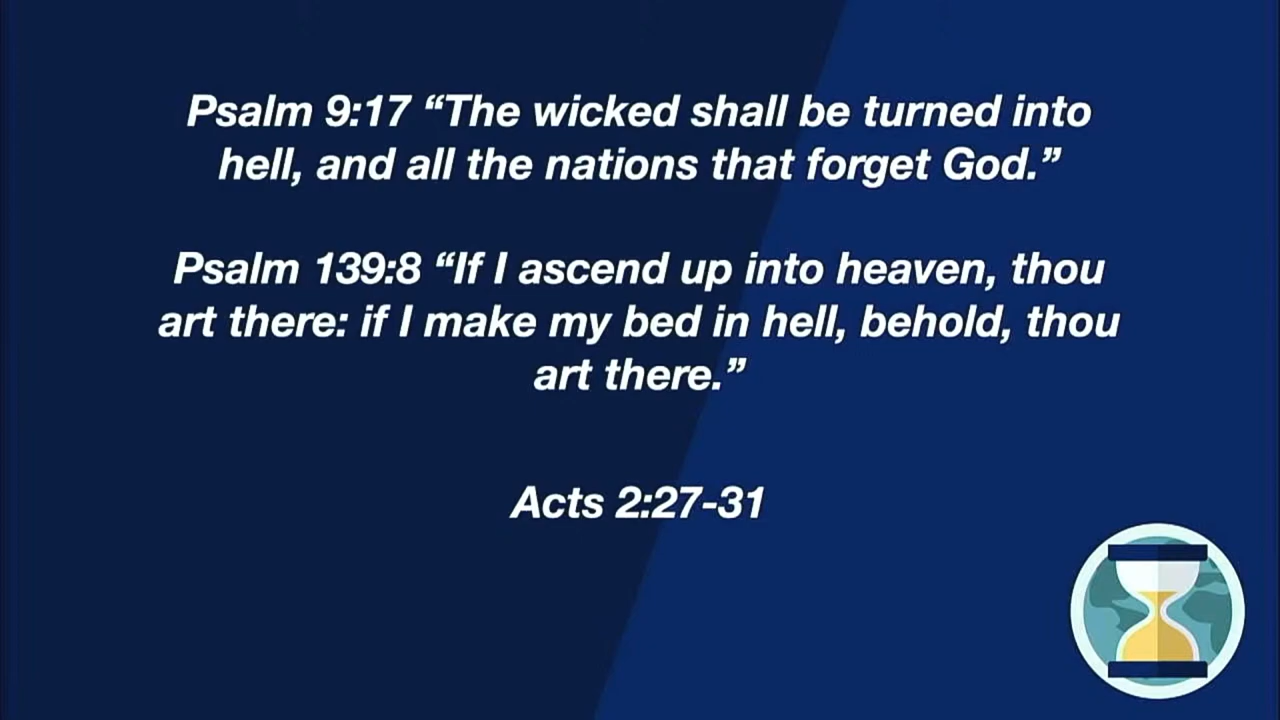 Psalm 9:17 “The wicked shall be turned into
hell, and all the nations that forget God.”
Psalm 139:8 “If I ascend up into heaven, thou
art there: if I make my bed in hell, behold, thou
art there.”
Acts 2:27-31